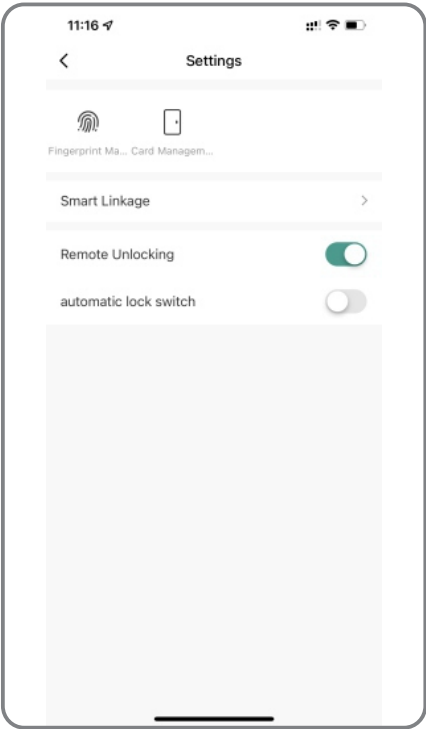 11:16
Settings
Fingerprint Ma... Card Managem...
Smart Linkage
Remote Unlocking
automatic lock switch